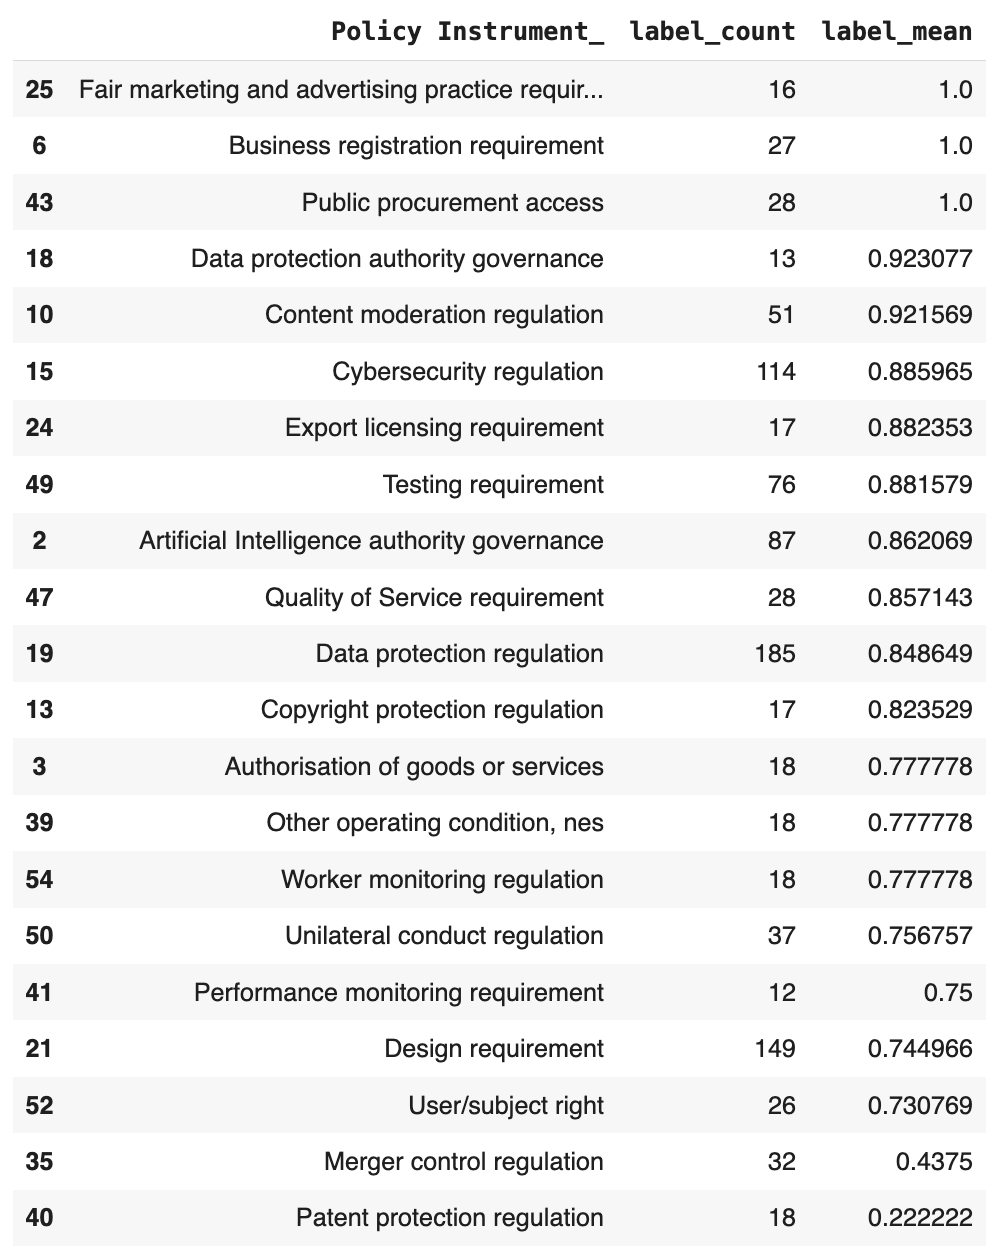 Policy Instrument_ label_count label_mean
25 Fair marketing and advertising practice requir... 16 1.0
6 Business registration requirement 27 1.0
43 Public procurement access 28 1.0
18 Data protection authority governance 13 0.923077
10 Content moderation regulation 51 0.921569
15 Cybersecurity regulation 114 0.885965
24 Export licensing requirement 17 0.882353
49 Testing requirement 76 0.881579
2 Artificial Intelligence authority governance 87 0.862069
47 Quality of Service requirement 28 0.857143
19 Data protection regulation 185 0.848649
13 Copyright protection regulation 17 0.823529
3 Authorisation of goods or services 18 0.777778
39 Other operating condition, nes 18 0.777778
54 Worker monitoring regulation 18 0.777778
50 Unilateral conduct regulation 37 0.756757
41 Performance monitoring requirement 12 0.75
21 Design requirement 149 0.744966
52 User/subject right 26 0.730769
35 Merger control regulation 32 0.4375
40 Patent protection regulation 18 0.222222